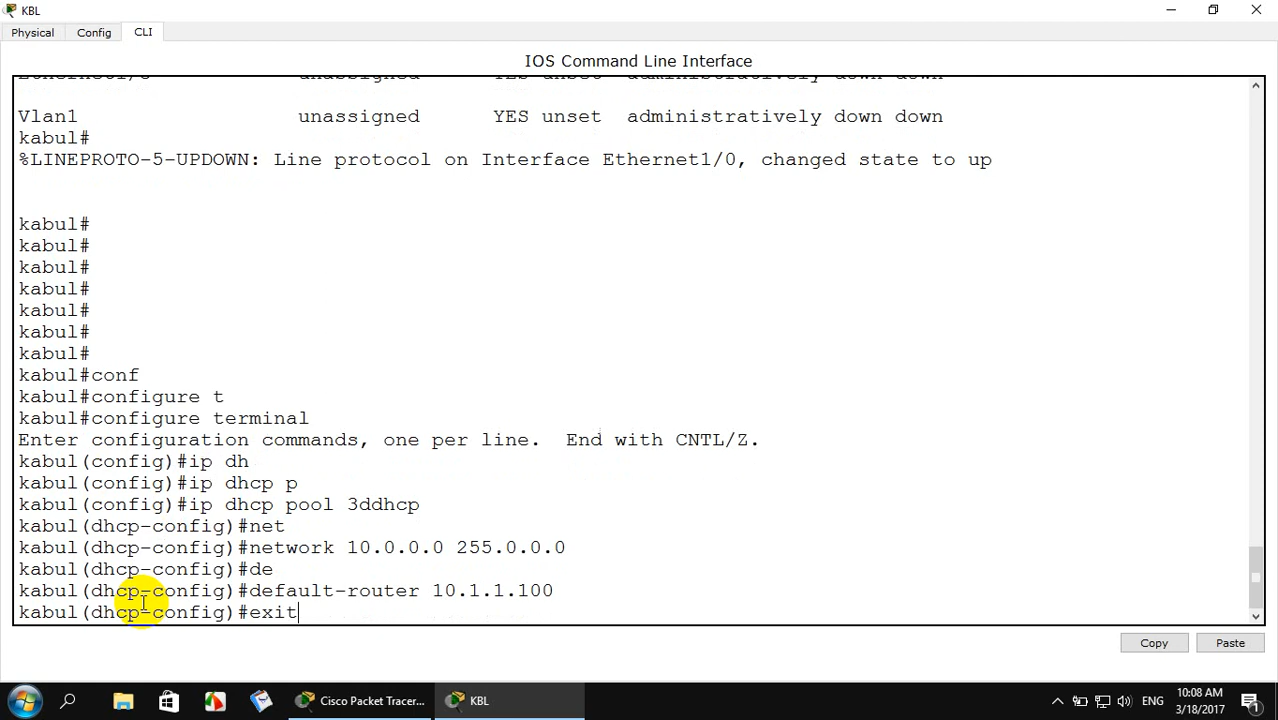 KBL
Physical Config CLI
IOS Command Line Interface
Vlan1 unassigned YES unset administratively down down
kabul#
%LINEPROTO-5-UPDOWN: Line protocol on Interface Ethernet1/0, changed state to up
kabul#
kabul#
kabul#
kabul#
kabul#
kabul#
kabul#
kabul#conf
kabul#configure t
kabul#configure terminal
Enter configuration commands, one per line. End with CNTL/Z.
kabul(config)#ip dh
kabul(config)#ip dhcp p
kabul(config)#ip dhcp pool 3ddhcp
kabul(dhcp-config)#net
kabul(dhcp-config)#network 10.0.0.0 255.0.0.0
kabul(dhcp-config)#de
kabul(dhcp-config)#default-router 10.1.1.100
kabul(dhcp-config)#exit
Copy Paste
Cisco Packet Tracer... KBL ENG 10:08 AM
3/18/2017 1